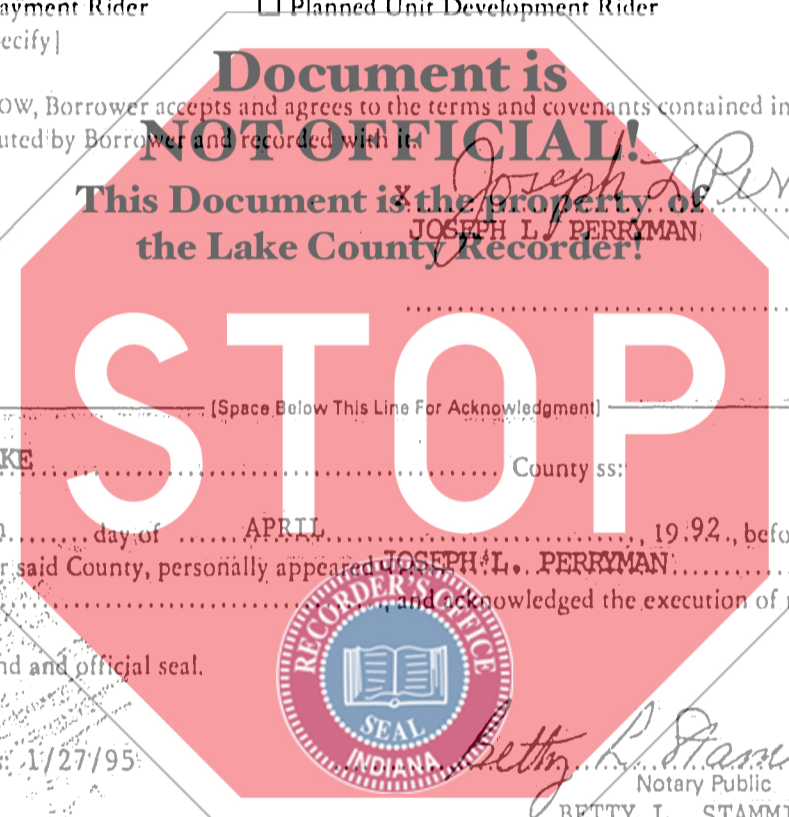 ayment Rider ☐ Planned Unit Development Rider
ecify]
Document is
OW, Borrower accepts and agrees to the terms and covenants contained in
uted by Borrower and recorded with it.
NOT OFFICIAL!
Joseph L Per
This Document is the property of
X
JOSEPH L. PERRYMAN
the Lake County Recorder!
STOP
[Space Below This Line For Acknowledgment]
KE County ss:
day of APRIL, 19 92, befo
r said County, personally appeared JOSEPH L. PERRYMAN
, and acknowledged the execution of
nd and official seal.
RECORDER'S OFFICE
SEAL
INDIANA
: 1/27/95
Betty L. Stam
Notary Public
BETTY L. STAMM